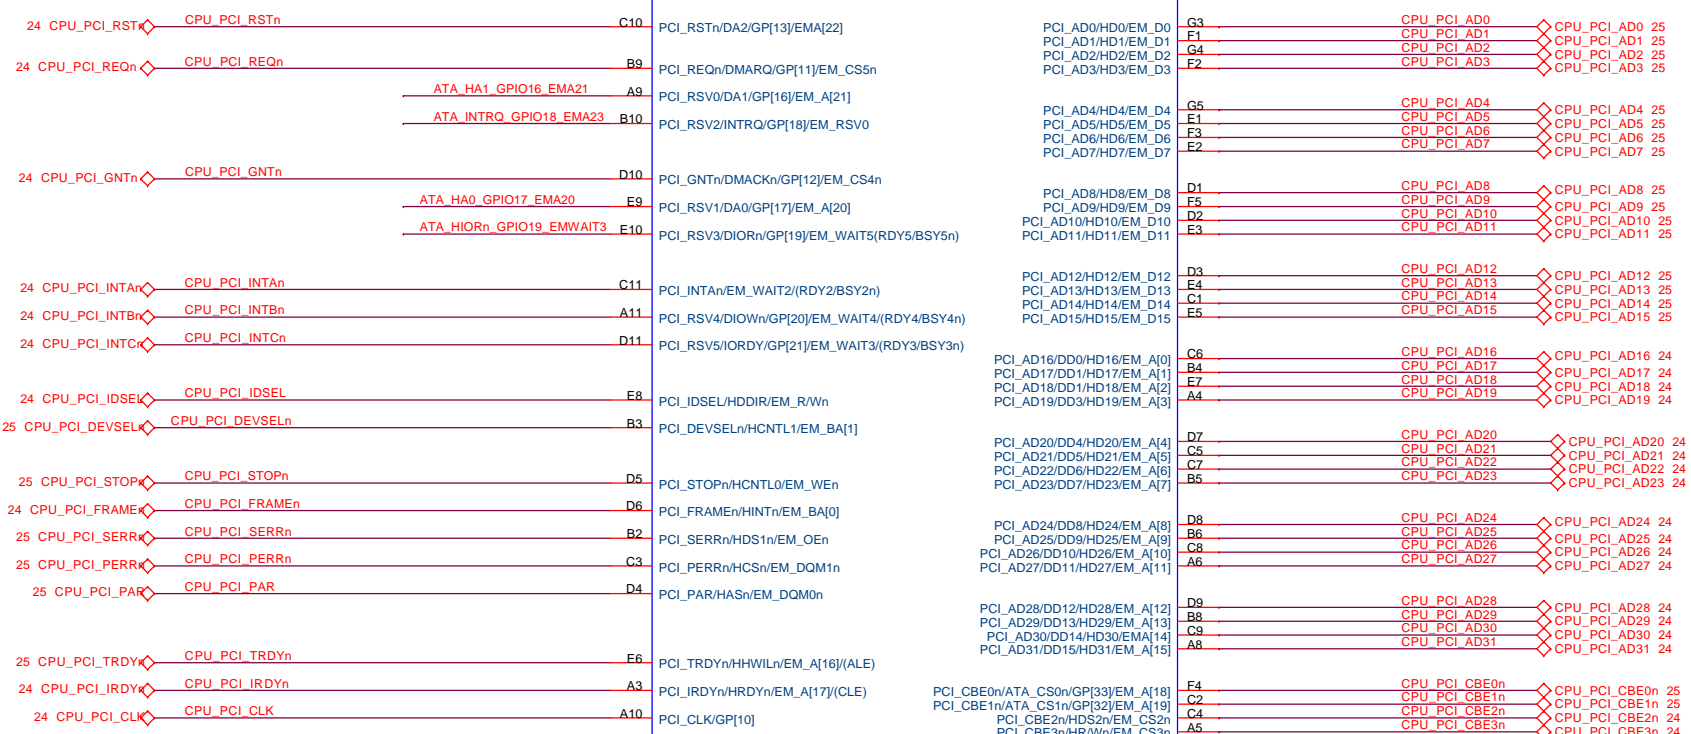 24 CPU_PCI_RSTn CPU_PCI_RSTn C10 PCI_RSTn/DA2/GP[13]/EMA[22]
24 CPU_PCI_REQn CPU_PCI_REQn B9 PCI_REQn/DMARQ/GP[11]/EM_CS5n
ATA_HA1_GPIO16_EMA21 A9 PCI_RSV0/DA1/GP[16]/EM_A[21]
ATA_INTRQ_GPIO18_EMA23 B10 PCI_RSV2/INTRQ/GP[18]/EM_RSV0
24 CPU_PCI_GNTn CPU_PCI_GNTn D10 PCI_GNTn/DMACKn/GP[12]/EM_CS4n
ATA_HA0_GPIO17_EMA20 E9 PCI_RSV1/DA0/GP[17]/EM_A[20]
ATA_HIORn_GPIO19_EMWAIT3 E10 PCI_RSV3/DIORn/GP[19]/EM_WAIT5(RDY5/BSY5n)
24 CPU_PCI_INTAn CPU_PCI_INTAn C11 PCI_INTAn/EM_WAIT2/(RDY2/BSY2n)
24 CPU_PCI_INTBn CPU_PCI_INTBn A11 PCI_RSV4/DIOWn/GP[20]/EM_WAIT4/(RDY4/BSY4n)
24 CPU_PCI_INTCn CPU_PCI_INTCn D11 PCI_RSV5/IORDY/GP[21]/EM_WAIT3/(RDY3/BSY3n)
24 CPU_PCI_IDSEL CPU_PCI_IDSEL E8 PCI_IDSEL/HDDIR/EM_R/Wn
25 CPU_PCI_DEVSELn CPU_PCI_DEVSELn B3 PCI_DEVSELn/HCNTL1/EM_BA[1]
25 CPU_PCI_STOPn CPU_PCI_STOPn D5 PCI_STOPn/HCNTL0/EM_WEn
24 CPU_PCI_FRAMEn CPU_PCI_FRAMEn D6 PCI_FRAMEn/HINTn/EM_BA[0]
25 CPU_PCI_SERRn CPU_PCI_SERRn B2 PCI_SERRn/HDS1n/EM_OEn
25 CPU_PCI_PERRn CPU_PCI_PERRn C3 PCI_PERRn/HCSn/EM_DQM1n
25 CPU_PCI_PAR CPU_PCI_PAR D4 PCI_PAR/HASn/EM_DQM0n
25 CPU_PCI_TRDYn CPU_PCI_TRDYn E6 PCI_TRDYn/HHWILn/EM_A[16]/(ALE)
24 CPU_PCI_IRDYn CPU_PCI_IRDYn A3 PCI_IRDYn/HRDYn/EM_A[17]/(CLE)
24 CPU_PCI_CLK CPU_PCI_CLK A10 PCI_CLK/GP[10]
PCI_AD0/HD0/EM_D0 G3 CPU_PCI_AD0 CPU_PCI_AD0 25
PCI_AD1/HD1/EM_D1 F1 CPU_PCI_AD1 CPU_PCI_AD1 25
PCI_AD2/HD2/EM_D2 G4 CPU_PCI_AD2 CPU_PCI_AD2 25
PCI_AD3/HD3/EM_D3 F2 CPU_PCI_AD3 CPU_PCI_AD3 25
PCI_AD4/HD4/EM_D4 G5 CPU_PCI_AD4 CPU_PCI_AD4 25
PCI_AD5/HD5/EM_D5 E1 CPU_PCI_AD5 CPU_PCI_AD5 25
PCI_AD6/HD6/EM_D6 F3 CPU_PCI_AD6 CPU_PCI_AD6 25
PCI_AD7/HD7/EM_D7 E2 CPU_PCI_AD7 CPU_PCI_AD7 25
PCI_AD8/HD8/EM_D8 D1 CPU_PCI_AD8 CPU_PCI_AD8 25
PCI_AD9/HD9/EM_D9 F5 CPU_PCI_AD9 CPU_PCI_AD9 25
PCI_AD10/HD10/EM_D10 D2 CPU_PCI_AD10 CPU_PCI_AD10 25
PCI_AD11/HD11/EM_D11 E3 CPU_PCI_AD11 CPU_PCI_AD11 25
PCI_AD12/HD12/EM_D12 D3 CPU_PCI_AD12 CPU_PCI_AD12 25
PCI_AD13/HD13/EM_D13 E4 CPU_PCI_AD13 CPU_PCI_AD13 25
PCI_AD14/HD14/EM_D14 C1 CPU_PCI_AD14 CPU_PCI_AD14 25
PCI_AD15/HD15/EM_D15 E5 CPU_PCI_AD15 CPU_PCI_AD15 25
PCI_AD16/DD0/HD16/EM_A[0] C6 CPU_PCI_AD16 CPU_PCI_AD16 24
PCI_AD17/DD1/HD17/EM_A[1] B4 CPU_PCI_AD17 CPU_PCI_AD17 24
PCI_AD18/DD1/HD18/EM_A[2] E7 CPU_PCI_AD18 CPU_PCI_AD18 24
PCI_AD19/DD3/HD19/EM_A[3] A4 CPU_PCI_AD19 CPU_PCI_AD19 24
PCI_AD20/DD4/HD20/EM_A[4] D7 CPU_PCI_AD20 CPU_PCI_AD20 24
PCI_AD21/DD5/HD21/EM_A[5] C5 CPU_PCI_AD21 CPU_PCI_AD21 24
PCI_AD22/DD6/HD22/EM_A[6] C7 CPU_PCI_AD22 CPU_PCI_AD22 24
PCI_AD23/DD7/HD23/EM_A[7] B5 CPU_PCI_AD23 CPU_PCI_AD23 24
PCI_AD24/DD8/HD24/EM_A[8] D8 CPU_PCI_AD24 CPU_PCI_AD24 24
PCI_AD25/DD9/HD25/EM_A[9] B6 CPU_PCI_AD25 CPU_PCI_AD25 24
PCI_AD26/DD10/HD26/EM_A[10] C8 CPU_PCI_AD26 CPU_PCI_AD26 24
PCI_AD27/DD11/HD27/EM_A[11] A6 CPU_PCI_AD27 CPU_PCI_AD27 24
PCI_AD28/DD12/HD28/EM_A[12] D9 CPU_PCI_AD28 CPU_PCI_AD28 24
PCI_AD29/DD13/HD29/EM_A[13] B8 CPU_PCI_AD29 CPU_PCI_AD29 24
PCI_AD30/DD14/HD30/EMA[14] C9 CPU_PCI_AD30 CPU_PCI_AD30 24
PCI_AD31/DD15/HD31/EM_A[15] A8 CPU_PCI_AD31 CPU_PCI_AD31 24
PCI_CBE0n/ATA_CS0n/GP[33]/EM_A[18] F4 CPU_PCI_CBE0n CPU_PCI_CBE0n 25
PCI_CBE1n/ATA_CS1n/GP[32]/EM_A[19] C2 CPU_PCI_CBE1n CPU_PCI_CBE1n 25
PCI_CBE2n/HDS2n/EM_CS2n C4 CPU_PCI_CBE2n CPU_PCI_CBE2n 24
PCI_CBE3n/HR/Wn/EM_CS3n A5 CPU_PCI_CBE3n CPU_PCI_CBE3n 24